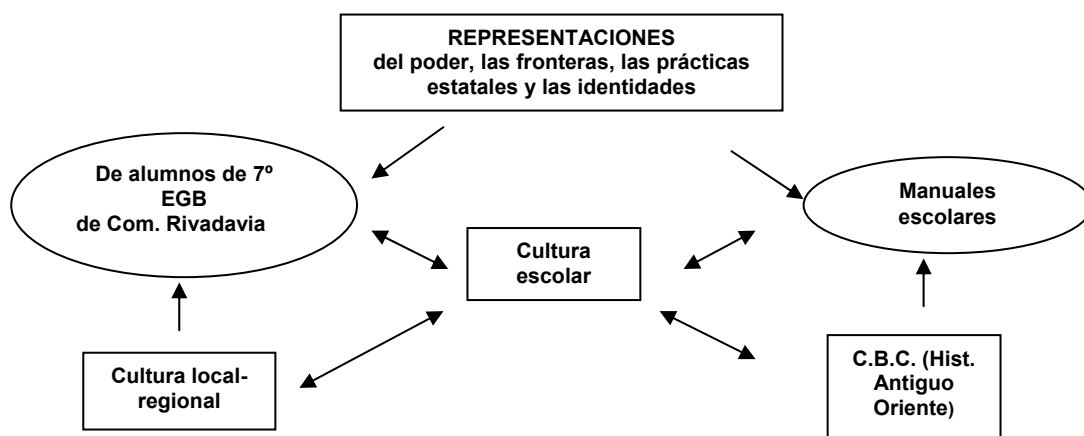 REPRESENTACIONES
del poder, las fronteras, las prácticas
estatales y las identidades
De alumnos de 7º
EGB
de Com. Rivadavia
Manuales
escolares
Cultura
escolar
Cultura local-
regional
C.B.C. (Hist.
Antiguo
Oriente)